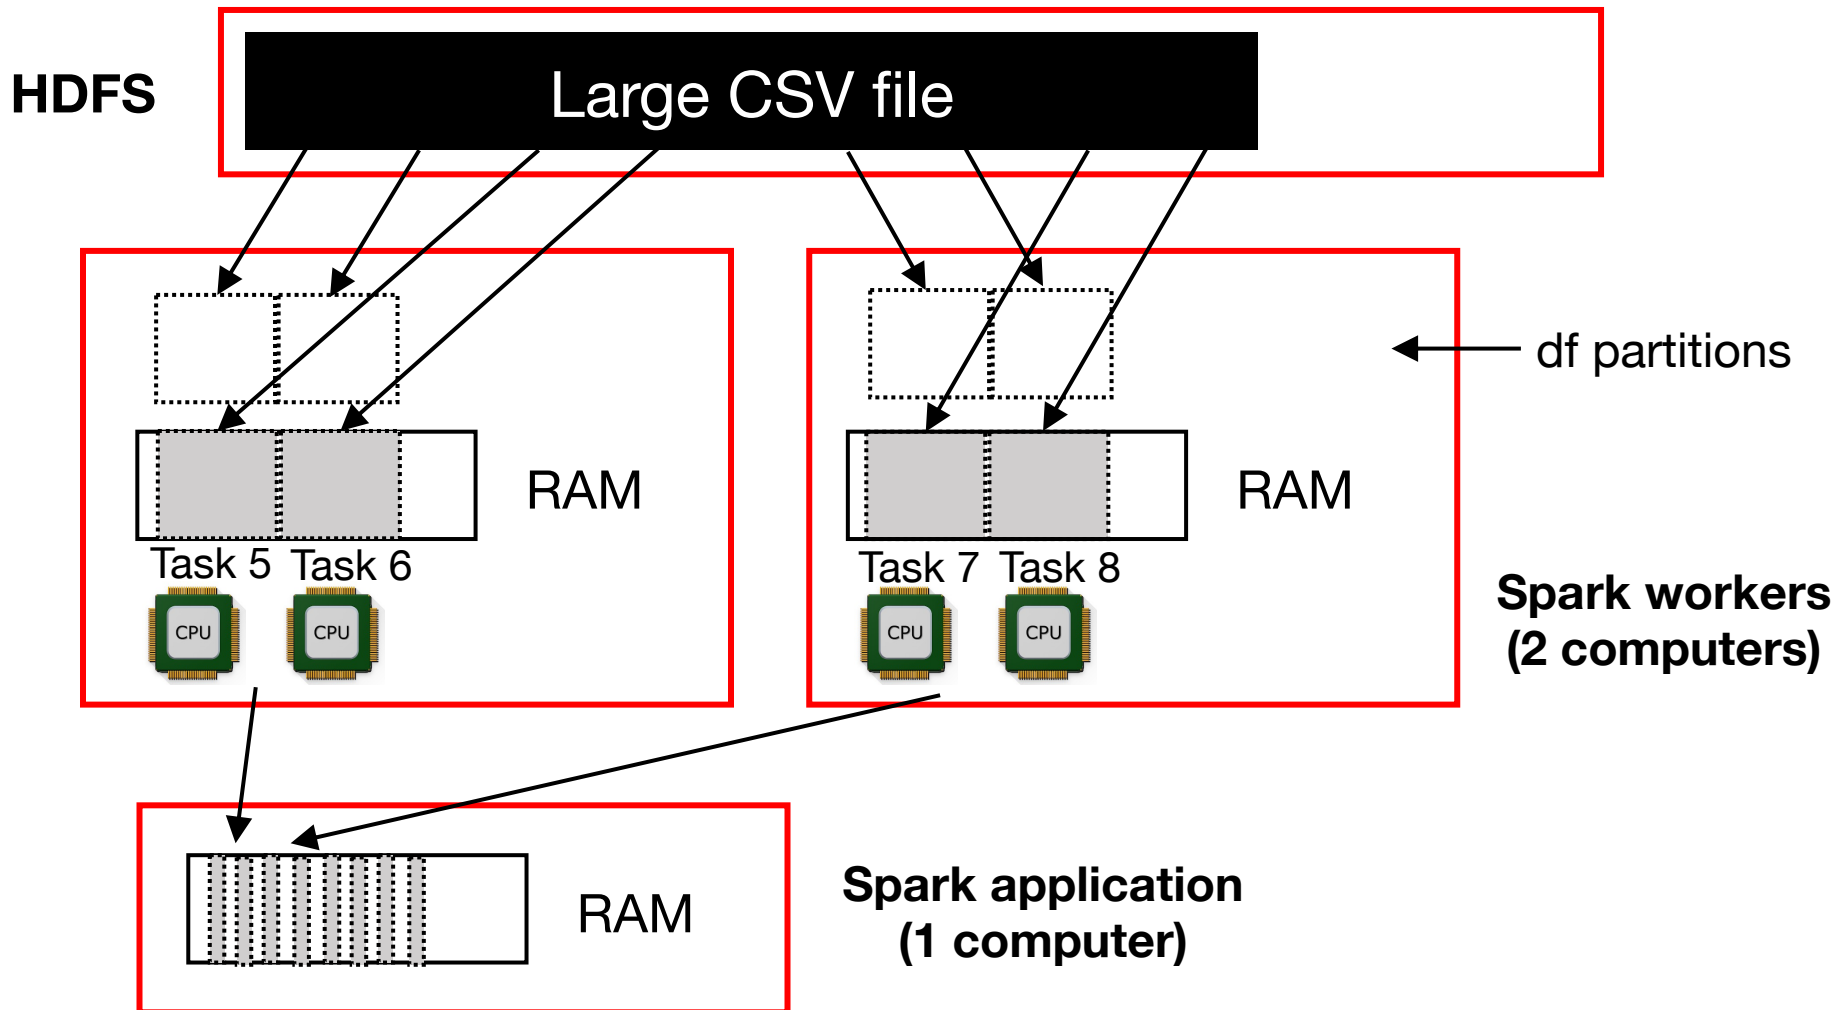 HDFS
Large CSV file
df partitions
RAM
RAM
Task 5
Task 6
Task 7
Task 8
CPU
CPU
CPU
CPU
Spark workers
(2 computers)
RAM
Spark application
(1 computer)